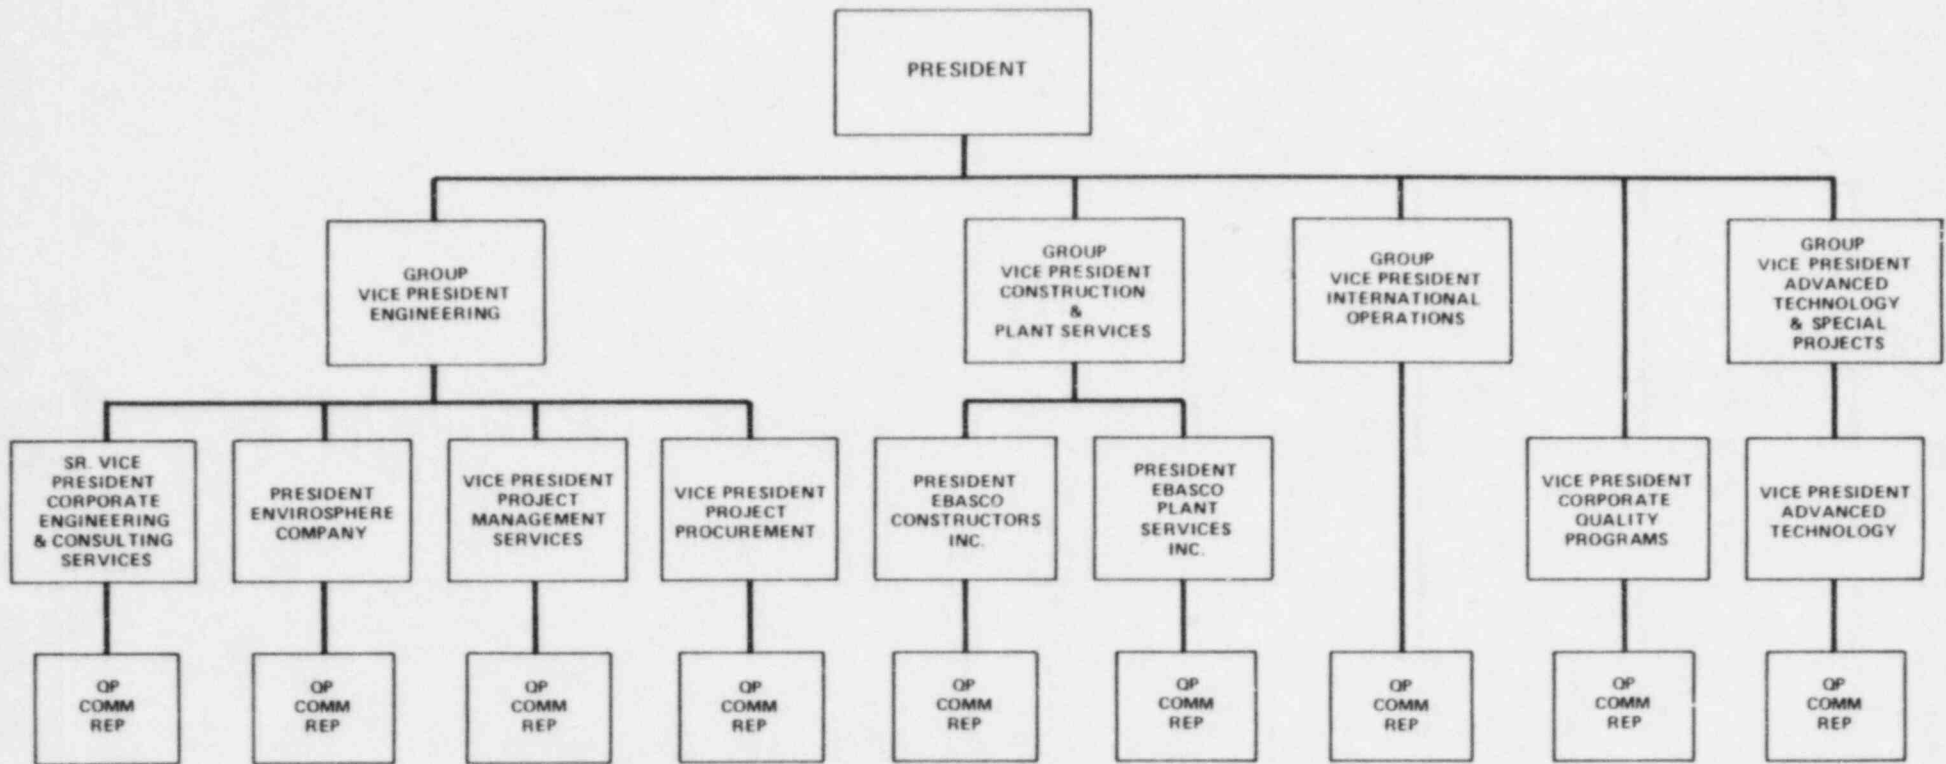 PRESIDENT
GROUP
VICE PRESIDENT
ENGINEERING
GROUP
VICE PRESIDENT
CONSTRUCTION
&
PLANT SERVICES
GROUP
VICE PRESIDENT
INTERNATIONAL
OPERATIONS
GROUP
VICE PRESIDENT
ADVANCED
TECHNOLOGY
& SPECIAL
PROJECTS
SR. VICE
PRESIDENT
CORPORATE
ENGINEERING
& CONSULTING
SERVICES
PRESIDENT
ENVIROSPHERE
COMPANY
VICE PRESIDENT
PROJECT
MANAGEMENT
SERVICES
VICE PRESIDENT
PROJECT
PROCUREMENT
PRESIDENT
EBASCO
CONSTRUCTORS
INC.
PRESIDENT
EBASCO
PLANT
SERVICES
INC.
VICE PRESIDENT
CORPORATE
QUALITY
PROGRAMS
VICE PRESIDENT
ADVANCED
TECHNOLOGY
QP
COMM
REP
QP
COMM
REP
QP
COMM
REP
QP
COMM
REP
QP
COMM
REP
QP
COMM
REP
QP
COMM
REP
QP
COMM
REP
QP
COMM
REP